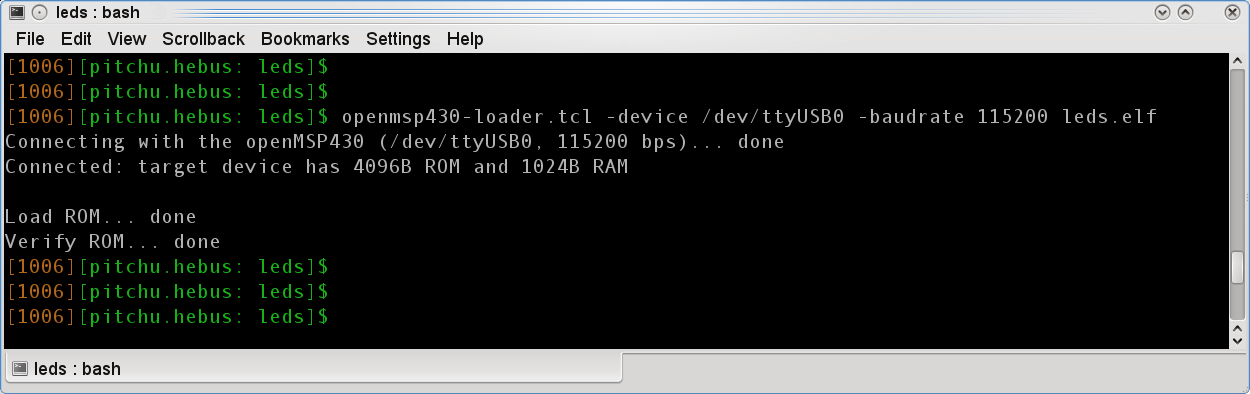 leds : bash
File Edit View Scrollback Bookmarks Settings Help
[1006][pitchu.hebus: leds]$
[1006][pitchu.hebus: leds]$
[1006][pitchu.hebus: leds]$ openmsp430-loader.tcl -device /dev/ttyUSB0 -baudrate 115200 leds.elf
Connecting with the openMSP430 (/dev/ttyUSB0, 115200 bps)... done
Connected: target device has 4096B ROM and 1024B RAM
Load ROM... done
Verify ROM... done
[1006][pitchu.hebus: leds]$
[1006][pitchu.hebus: leds]$
[1006][pitchu.hebus: leds]$
leds : bash